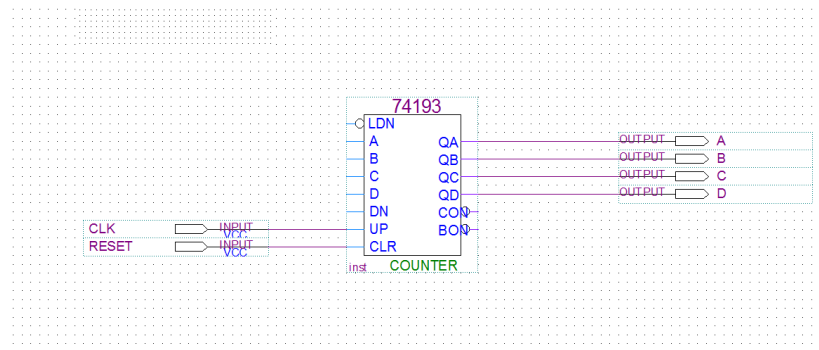 74193
LDN
A QA OUTPUT A
B QB OUTPUT B
C QC OUTPUT C
D QD OUTPUT D
DN CON
CLK INPUT VCC UP BON
RESET INPUT VCC CLR
inst COUNTER